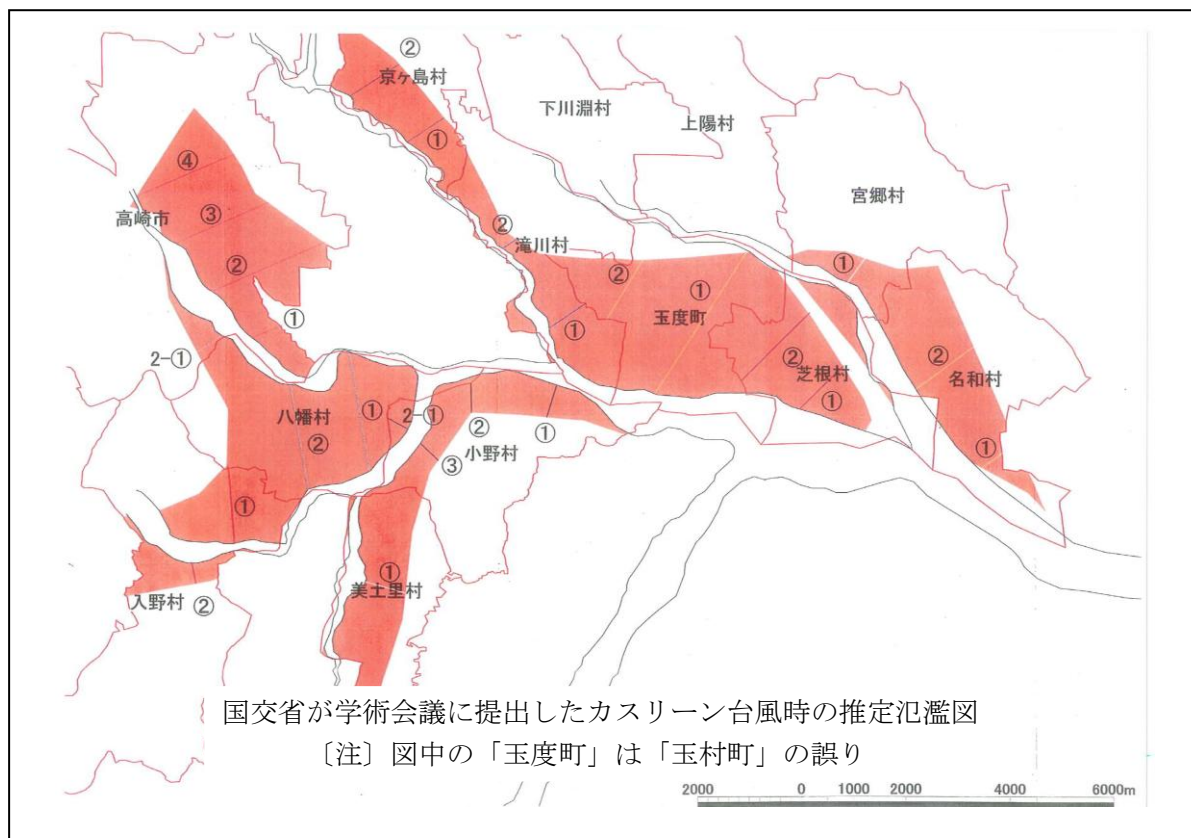 ②
京ヶ島村
下川淵村
上陽村
①
④
宮郷村
③
高崎市
②
滝川村
②
②
①
①
①
①
①
玉度町
2-①
②
芝根村
②
名和村
八幡村
①
2-①
②
①
②
①
小野村
③
①
①
①
美土里村
入野村
②
国交省が学術会議に提出したカスリーン台風時の推定氾濫図
〔注〕図中の「玉度町」は「玉村町」の誤り
2000 0 1000 2000 4000 6000m